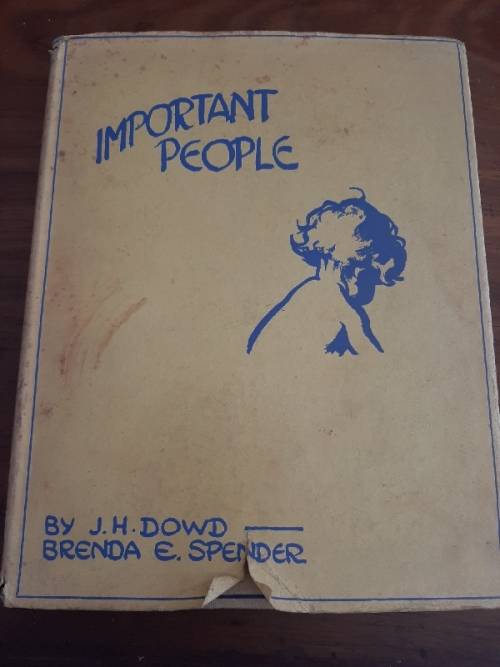 IMPORTANT
PEOPLE
BY J.H. DOWD
BRENDA E. SPENDER